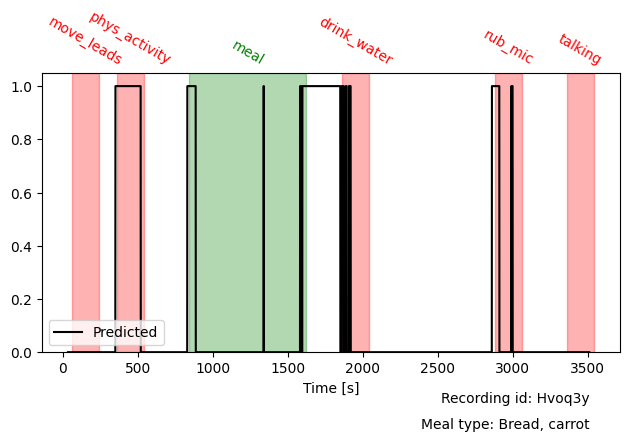 move_leads
phys_activity
meal
drink_water
rub_mic
talking
1.0
0.8
0.6
0.4
0.2
0.0
Predicted
0 500 1000 1500 2000 2500 3000 3500
Time [s]
Recording id: Hvoq3y
Meal type: Bread, carrot